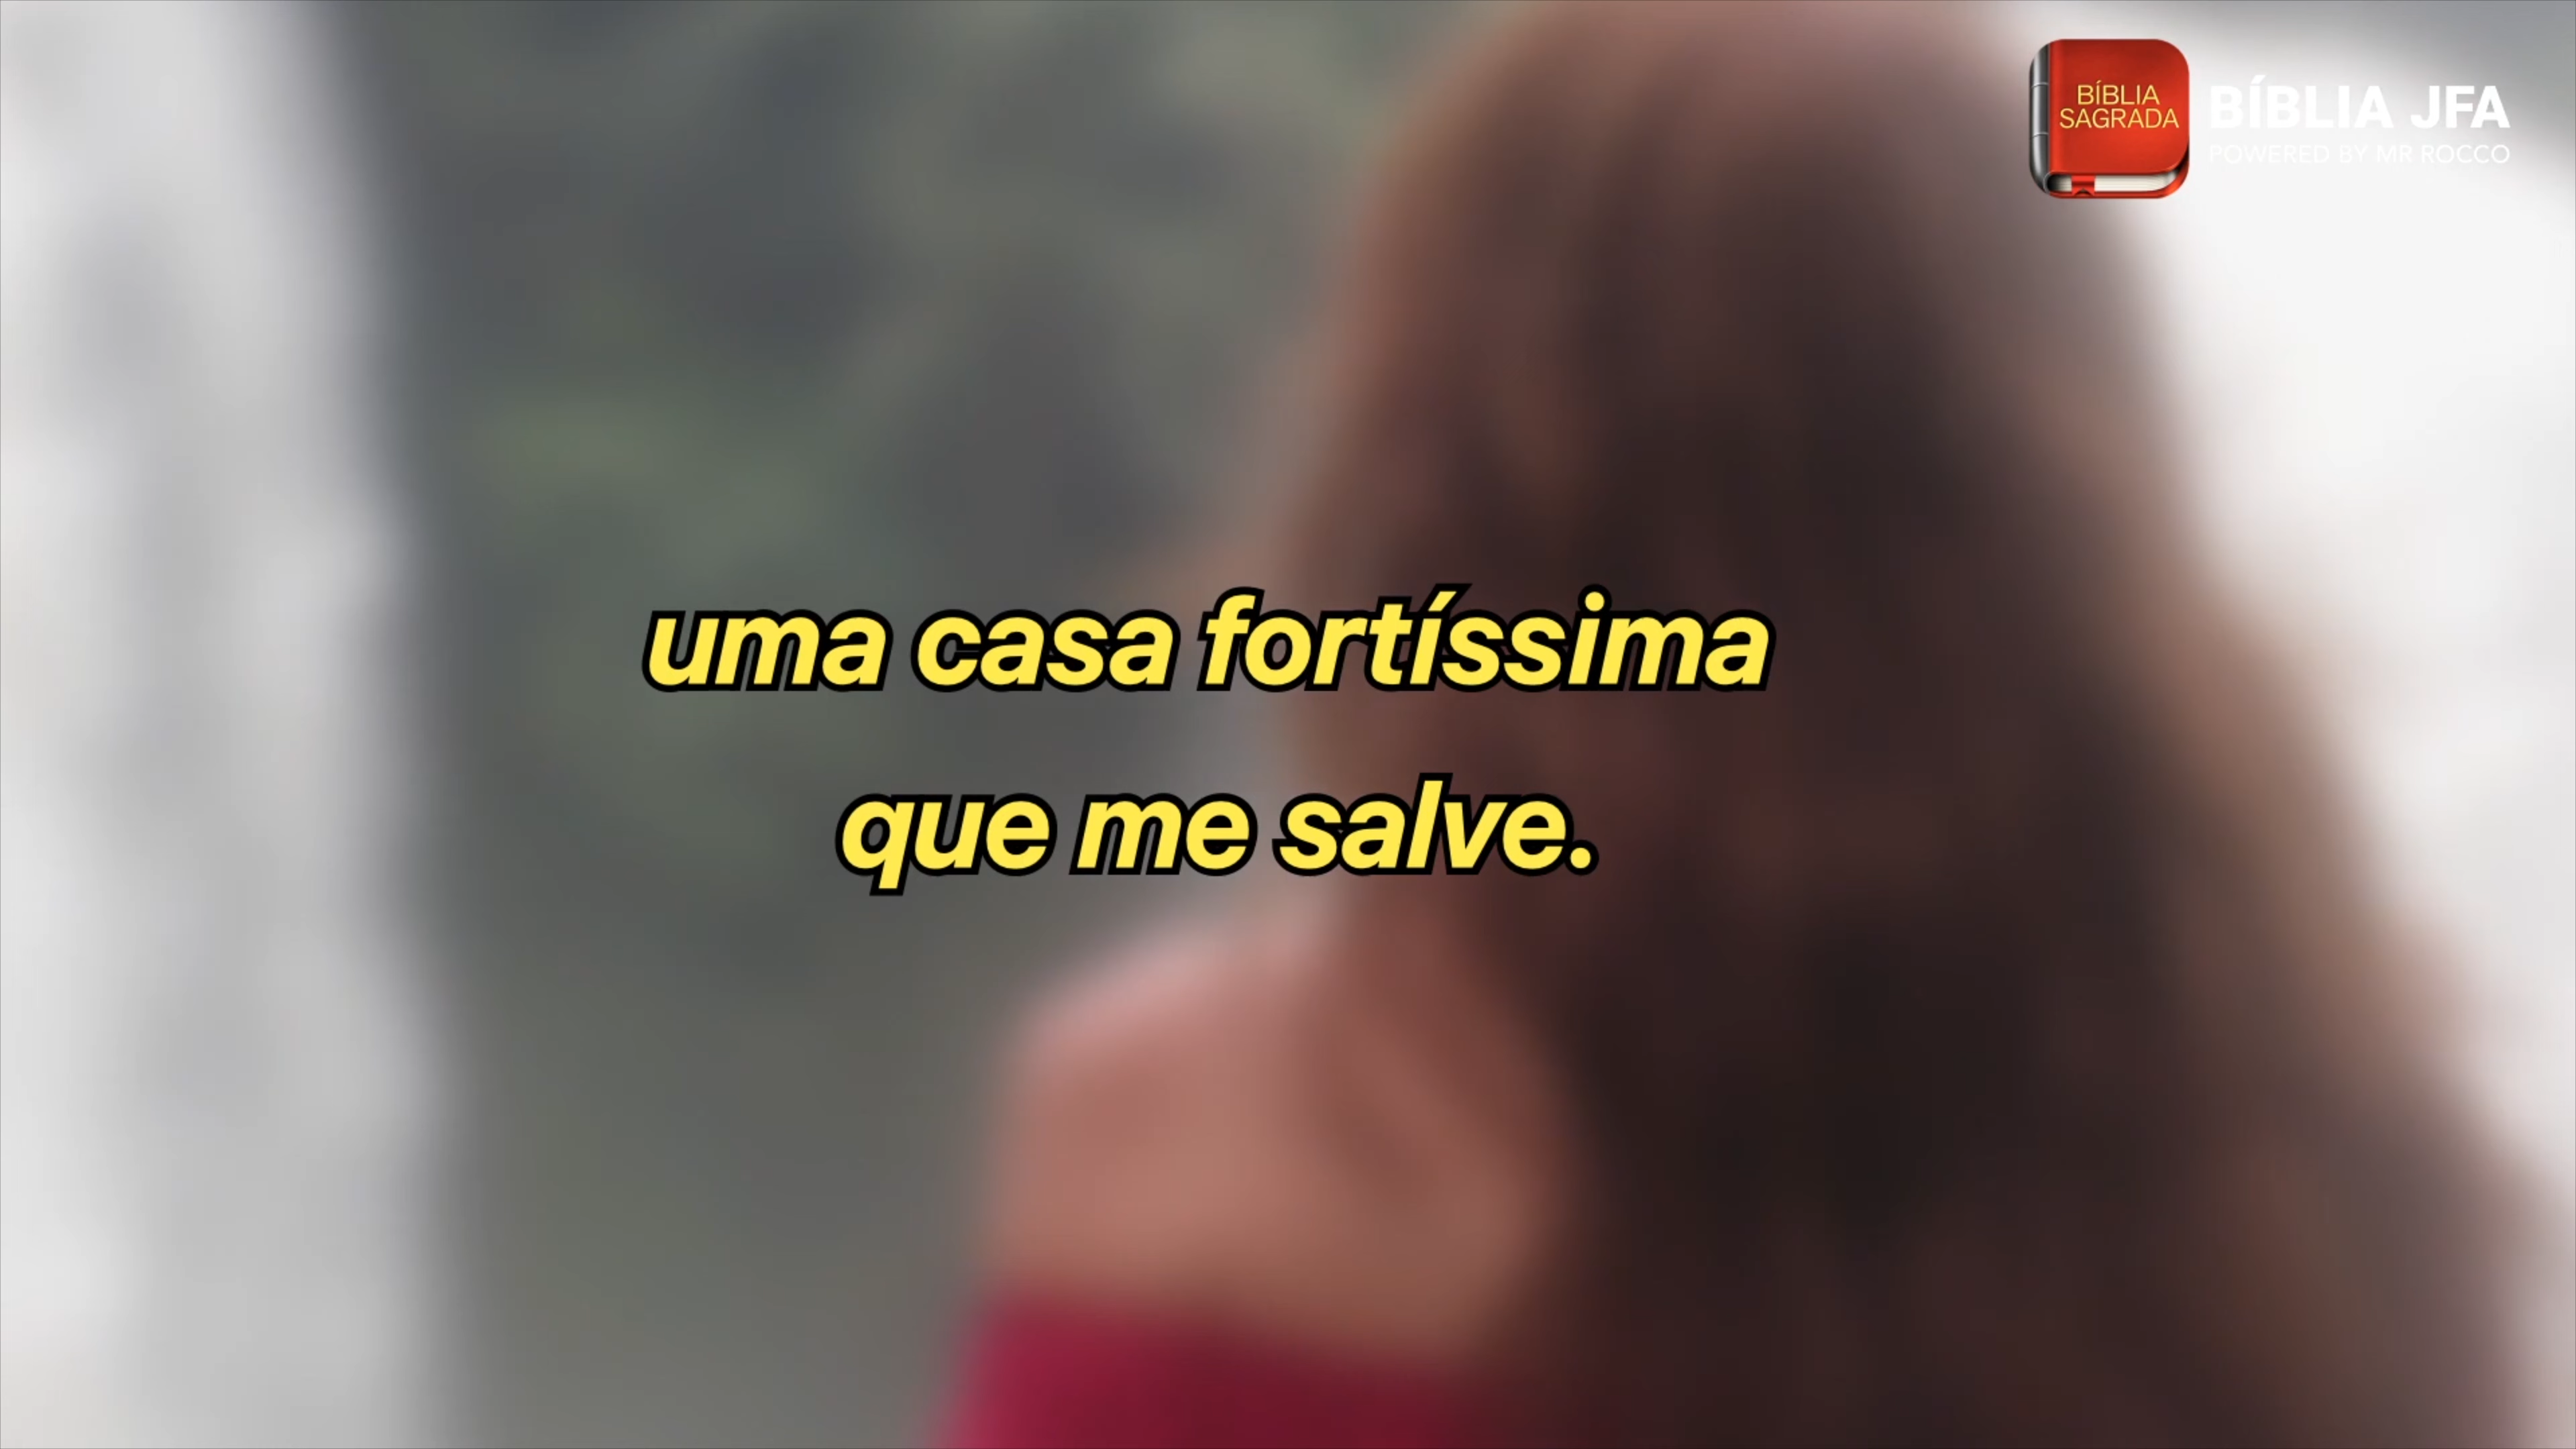 BÍBLIA
SAGRADA
BÍBLIA JFA
POWERED BY MR ROCCO
uma casa fortíssima
que me salve.